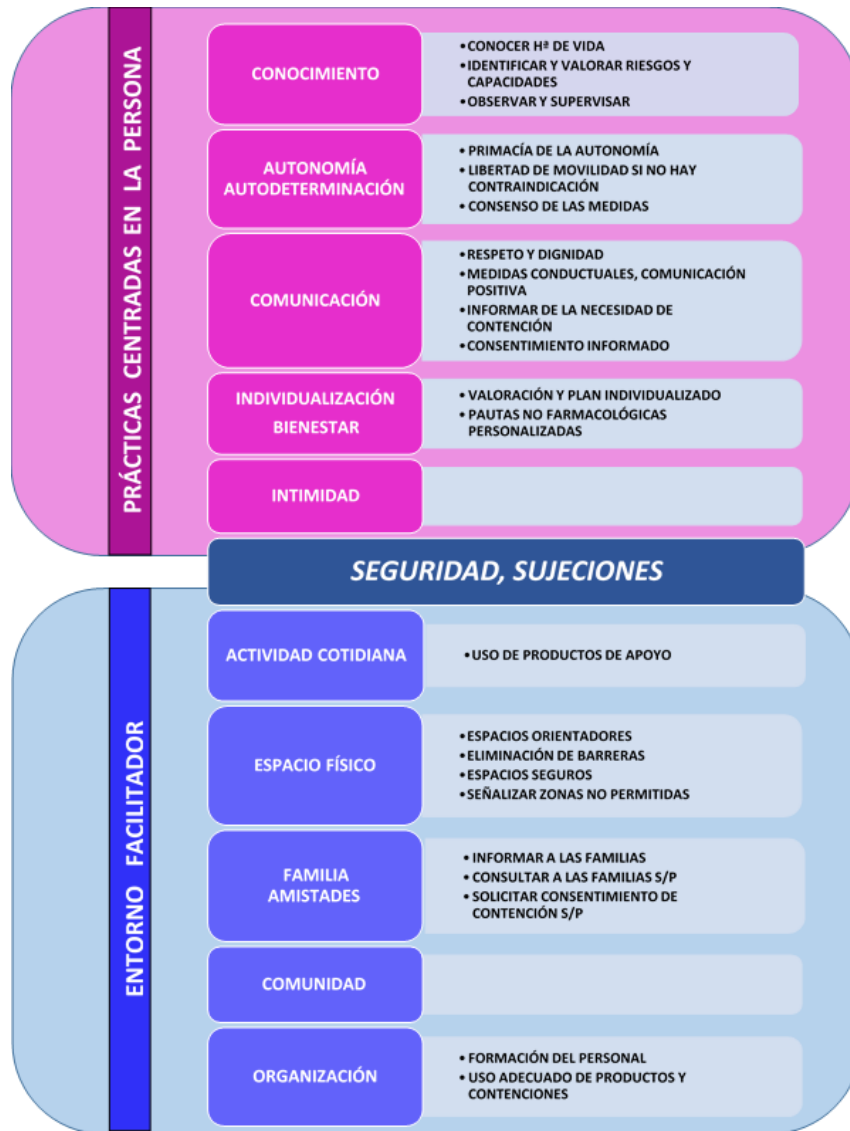 PRÁCTICAS CENTRADAS EN LA PERSONA
CONOCIMIENTO
•CONOCER Hª DE VIDA
•IDENTIFICAR Y VALORAR RIESGOS Y
CAPACIDADES
•OBSERVAR Y SUPERVISAR
AUTONOMÍA
AUTODETERMINACIÓN
•PRIMACÍA DE LA AUTONOMÍA
•LIBERTAD DE MOVILIDAD SI NO HAY
CONTRAINDICACIÓN
•CONSENSO DE LAS MEDIDAS
COMUNICACIÓN
•RESPETO Y DIGNIDAD
•MEDIDAS CONDUCTUALES, COMUNICACIÓN
POSITIVA
•INFORMAR DE LA NECESIDAD DE
CONTENCIÓN
•CONSENTIMIENTO INFORMADO
INDIVIDUALIZACIÓN
BIENESTAR
•VALORACIÓN Y PLAN INDIVIDUALIZADO
•PAUTAS NO FARMACOLÓGICAS
PERSONALIZADAS
INTIMIDAD
SEGURIDAD, SUJECIONES
ENTORNO FACILITADOR
ACTIVIDAD COTIDIANA
•USO DE PRODUCTOS DE APOYO
ESPACIO FÍSICO
•ESPACIOS ORIENTADORES
•ELIMINACIÓN DE BARRERAS
•ESPACIOS SEGUROS
•SEÑALIZAR ZONAS NO PERMITIDAS
FAMILIA
AMISTADES
•INFORMAR A LAS FAMILIAS
•CONSULTAR A LAS FAMILIAS S/P
•SOLICITAR CONSENTIMIENTO DE
CONTENCIÓN S/P
COMUNIDAD
ORGANIZACIÓN
•FORMACIÓN DEL PERSONAL
•USO ADECUADO DE PRODUCTOS Y
CONTENCIONES